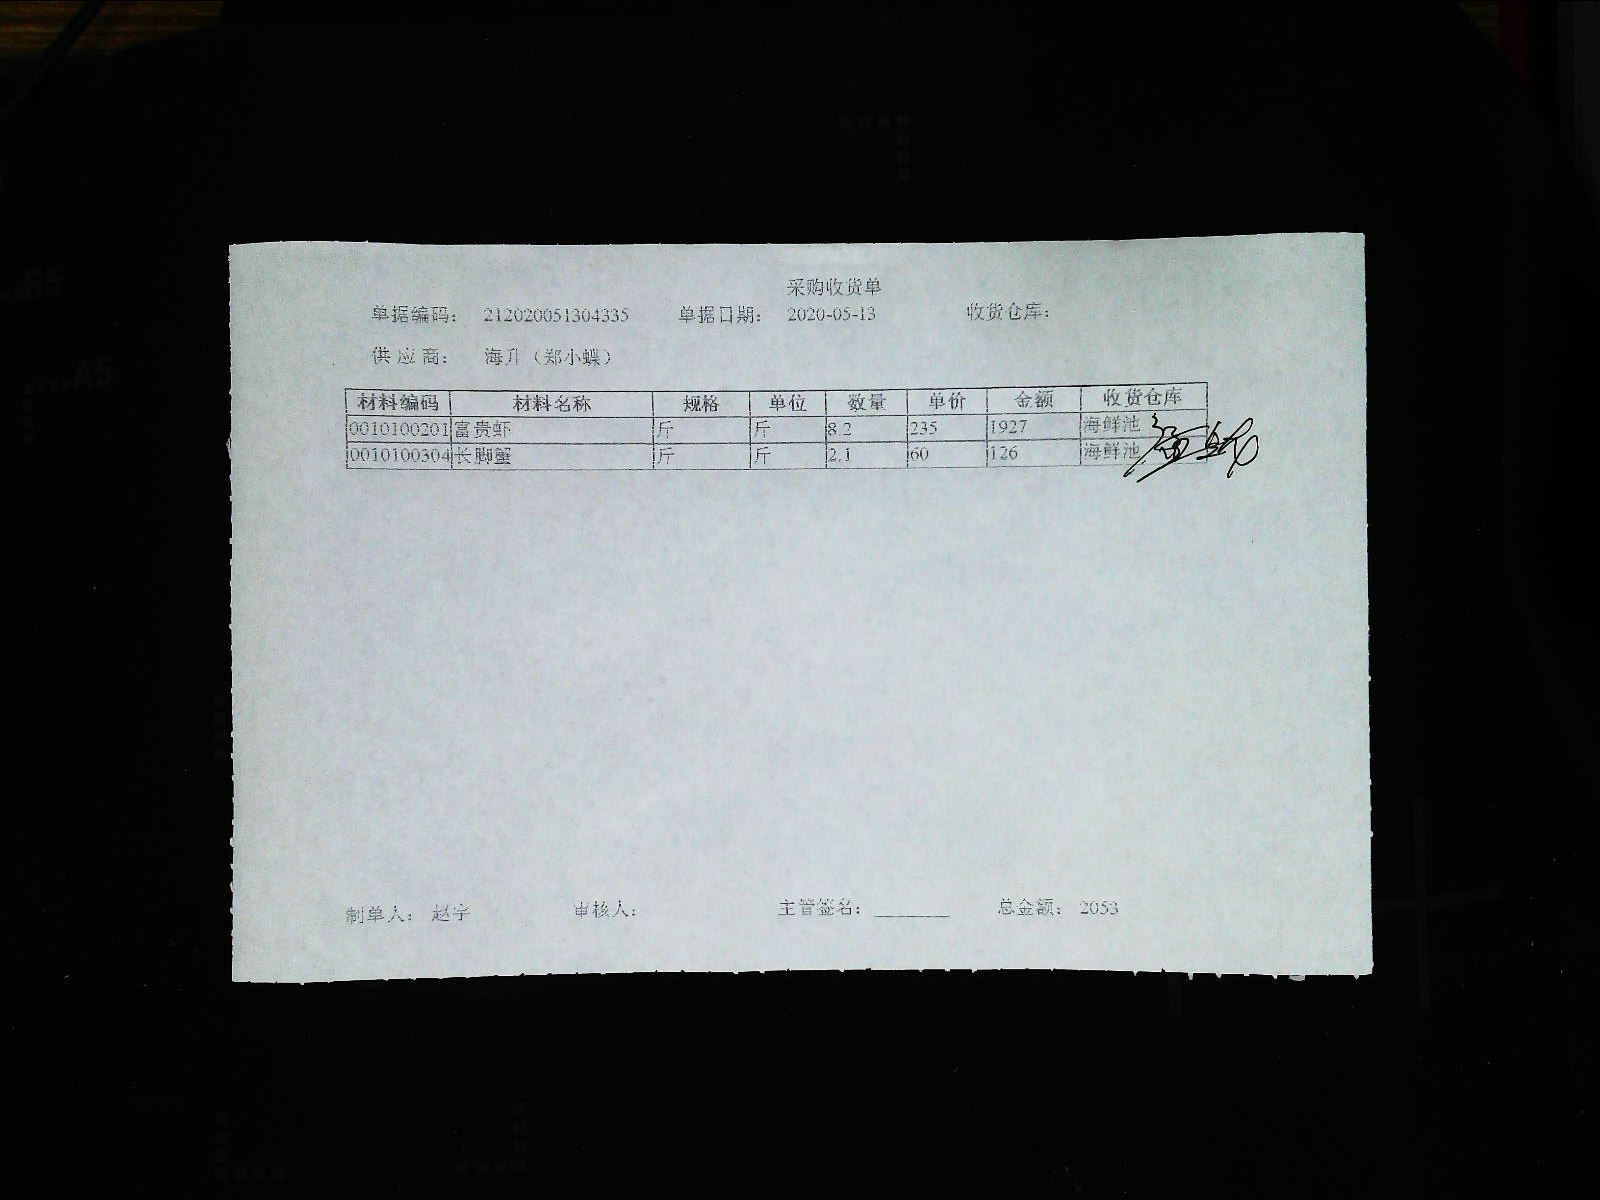 采购收货单
单据编码： 212020051304335 单据日期： 2020-05-13 收货仓库：
供应商： 海升（郑小蝶）
材料编码 材料名称 规格 单位 数量 单价 金额 收货仓库
0010100201 富贵虾 斤 斤 8.2 235 1927 海鲜池
0010100304 长脚蟹 斤 斤 2.1 60 126 海鲜池
制单人： 赵宇 审核人： 主管签名： 总金额： 2053